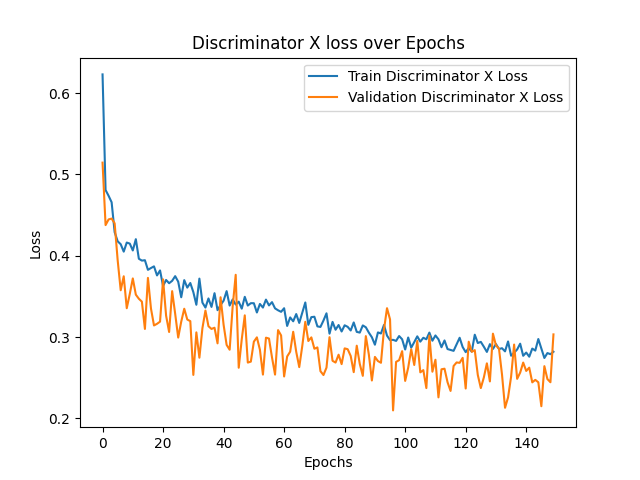 Discriminator X loss over Epochs
Train Discriminator X Loss
Validation Discriminator X Loss
Loss
0.6
0.5
0.4
0.3
0.2
0 20 40 60 80 100 120 140
Epochs